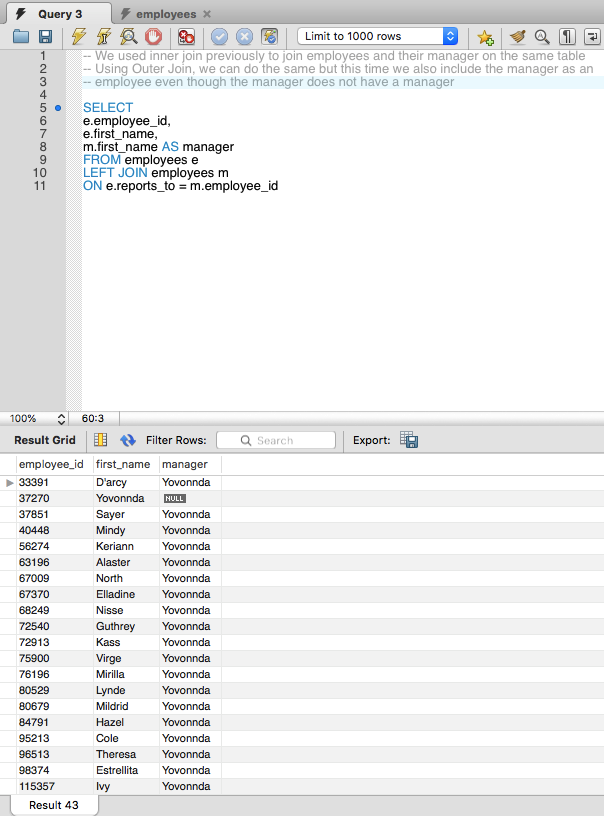 Query 3
employees
Limit to 1000 rows
1 -- We used inner join previously to join employees and their manager on the same table
2 -- Using Outer Join, we can do the same but this time we also include the manager as an
3 -- employee even though the manager does not have a manager
4
5 SELECT
6 e.employee_id,
7 e.first_name,
8 m.first_name AS manager
9 FROM employees e
10 LEFT JOIN employees m
11 ON e.reports_to = m.employee_id
100% 60:3
Result Grid Filter Rows: Search Export:
employee_id first_name manager
33391 D'arcy Yovonnda
37270 Yovonnda NULL
37851 Sayer Yovonnda
40448 Mindy Yovonnda
56274 Keriann Yovonnda
63196 Alaster Yovonnda
67009 North Yovonnda
67370 Elladine Yovonnda
68249 Nisse Yovonnda
72540 Guthrey Yovonnda
72913 Kass Yovonnda
75900 Virge Yovonnda
76196 Mirilla Yovonnda
80529 Lynde Yovonnda
80679 Mildrid Yovonnda
84791 Hazel Yovonnda
95213 Cole Yovonnda
96513 Theresa Yovonnda
98374 Estrellita Yovonnda
115357 Ivy Yovonnda
Result 43